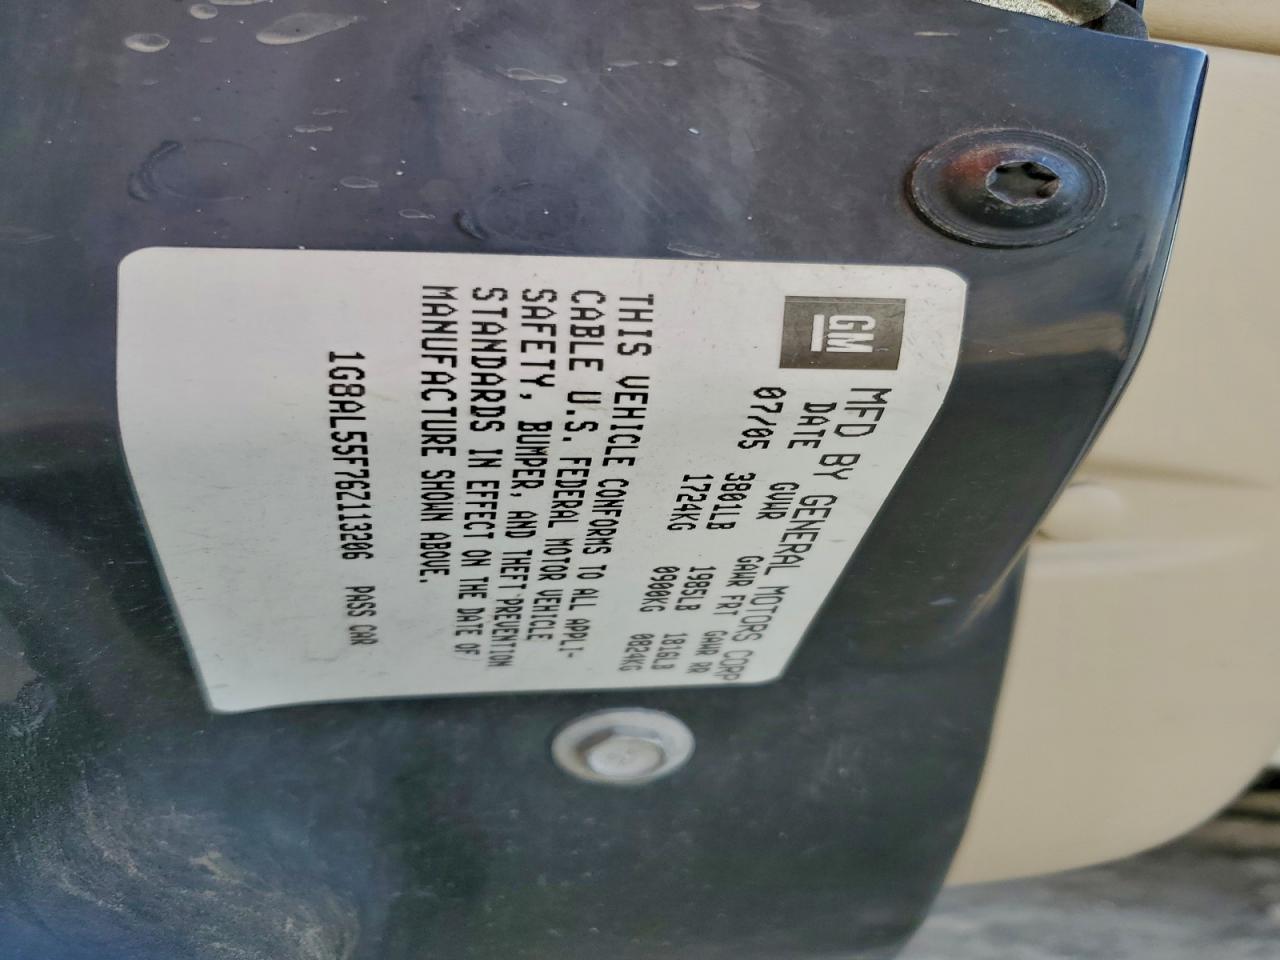 GM
MFD BY GENERAL MOTORS CORP
DATE GVWR GAWR FRT GAWR RR
07/05 3801LB 1985LB 1816LB
1724KG 0900KG 0824KG
THIS VEHICLE CONFORMS TO ALL APPLI-
CABLE U.S. FEDERAL MOTOR VEHICLE
SAFETY, BUMPER, AND THEFT PREVENTION
STANDARDS IN EFFECT ON THE DATE OF
MANUFACTURE SHOWN ABOVE.
1G8AL55F76Z113206 PASS CAR